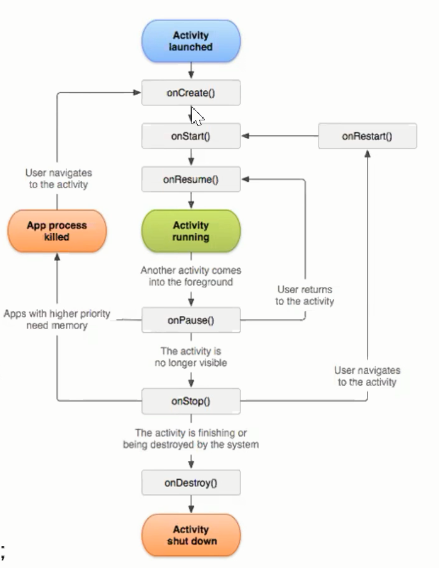 Activity
launched
onCreate()
onStart()
onRestart()
onResume()
User navigates
to the activity
App process
killed
Activity
running
Another activity comes
into the foreground
User returns
to the activity
Apps with higher priority
need memory
onPause()
The activity is
no longer visible
User navigates
to the activity
onStop()
The activity is finishing or
being destroyed by the system
onDestroy()
Activity
shut down
;